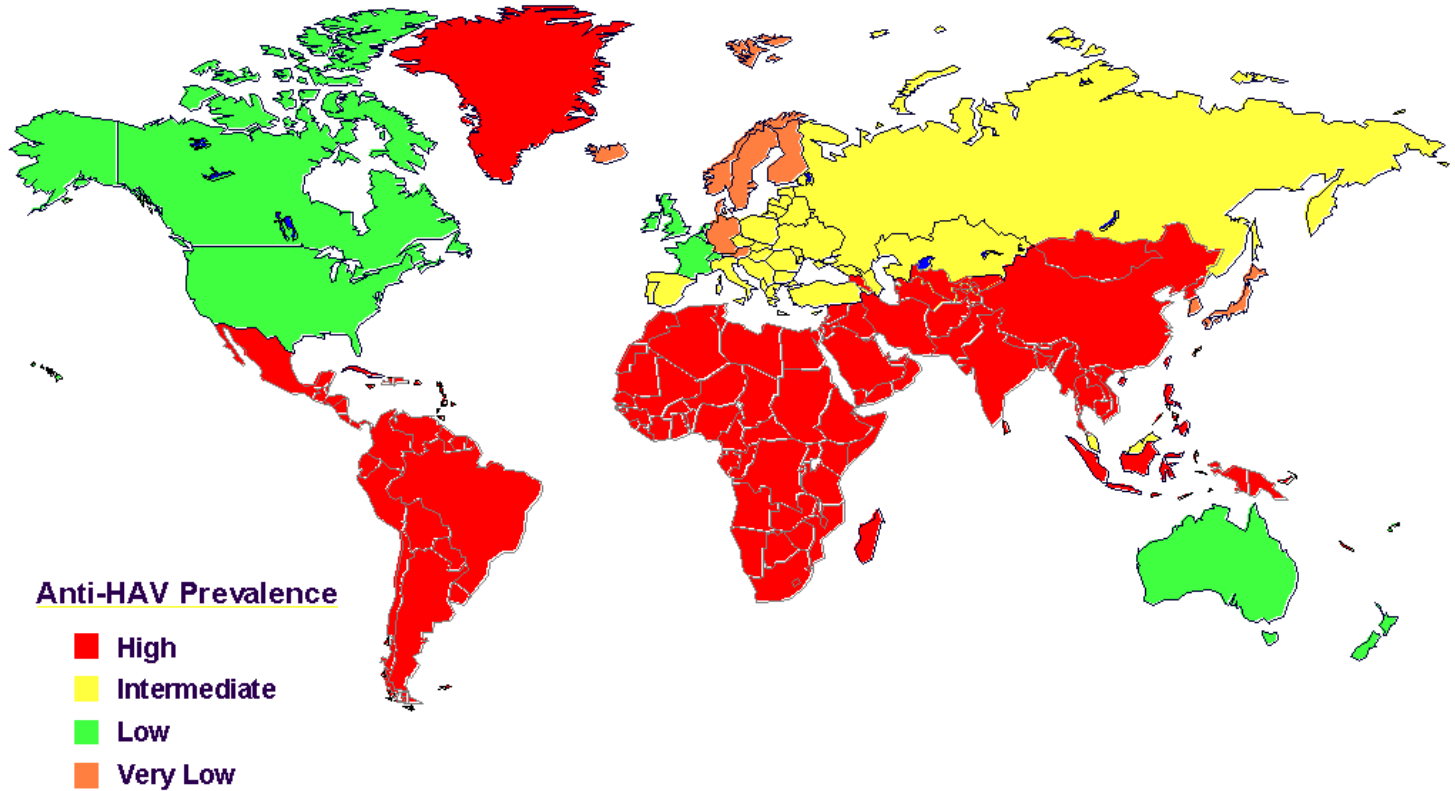 Anti-HAV Prevalence
High
Intermediate
Low
Very Low